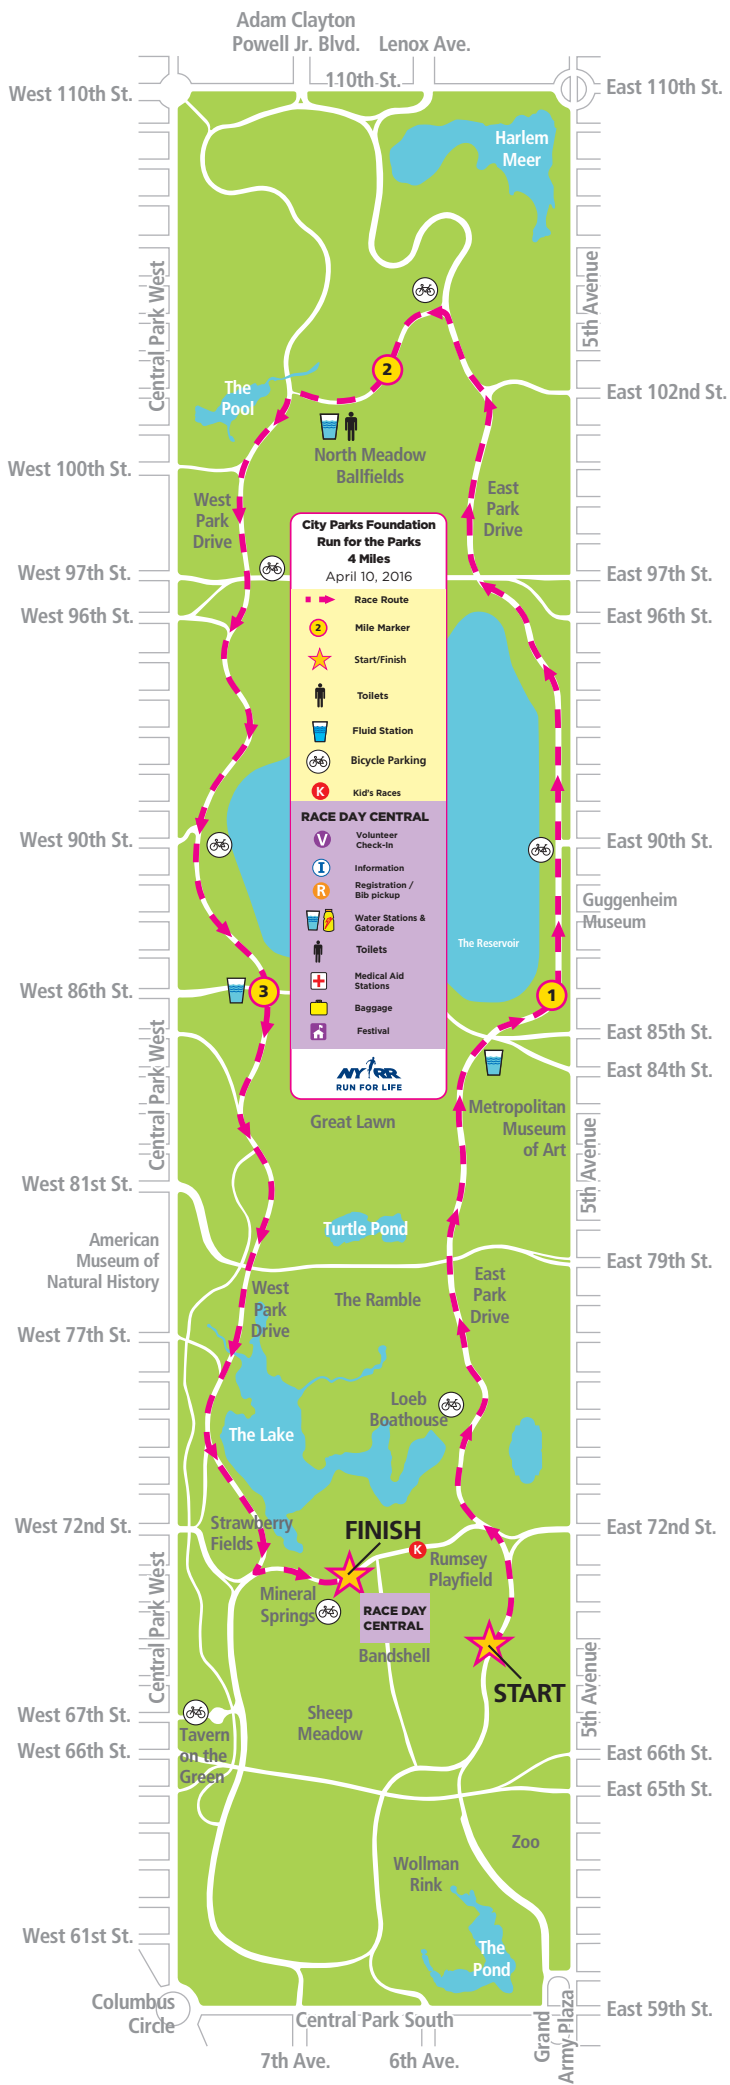 Adam Clayton
Powell Jr. Blvd.
Lenox Ave.
110th St.
West 110th St.
East 110th St.
Harlem
Meer
Central Park West
5th Avenue
2
The
Pool
East 102nd St.
North Meadow
Ballfields
West 100th St.
West
Park
Drive
East
Park
Drive
City Parks Foundation
Run for the Parks
4 Miles
April 10, 2016
Race Route
2
Mile Marker
Start/Finish
Toilets
Fluid Station
Bicycle Parking
K
Kid's Races
RACE DAY CENTRAL
V
Volunteer
Check-In
I
Information
R
Registration /
Bib pickup
Water Stations &
Gatorade
Toilets
Medical Aid
Stations
Baggage
Festival
NYRR
RUN FOR LIFE
West 97th St.
East 97th St.
West 96th St.
East 96th St.
West 90th St.
East 90th St.
Guggenheim
Museum
The Reservoir
West 86th St.
3
1
East 85th St.
East 84th St.
Central Park West
5th Avenue
Great Lawn
Metropolitan
Museum
of Art
West 81st St.
Turtle Pond
American
Museum of
Natural History
East 79th St.
West
Park
Drive
The Ramble
East
Park
Drive
West 77th St.
Loeb
Boathouse
The Lake
West 72nd St.
East 72nd St.
Strawberry
Fields
FINISH
K
Rumsey
Playfield
Mineral
Springs
RACE DAY
CENTRAL
Bandshell
START
Central Park West
5th Avenue
West 67th St.
Sheep
Meadow
Tavern
on the
Green
West 66th St.
East 66th St.
East 65th St.
Zoo
Wollman
Rink
West 61st St.
The
Pond
Columbus
Circle
Central Park South
East 59th St.
Grand
Army Plaza
7th Ave.
6th Ave.